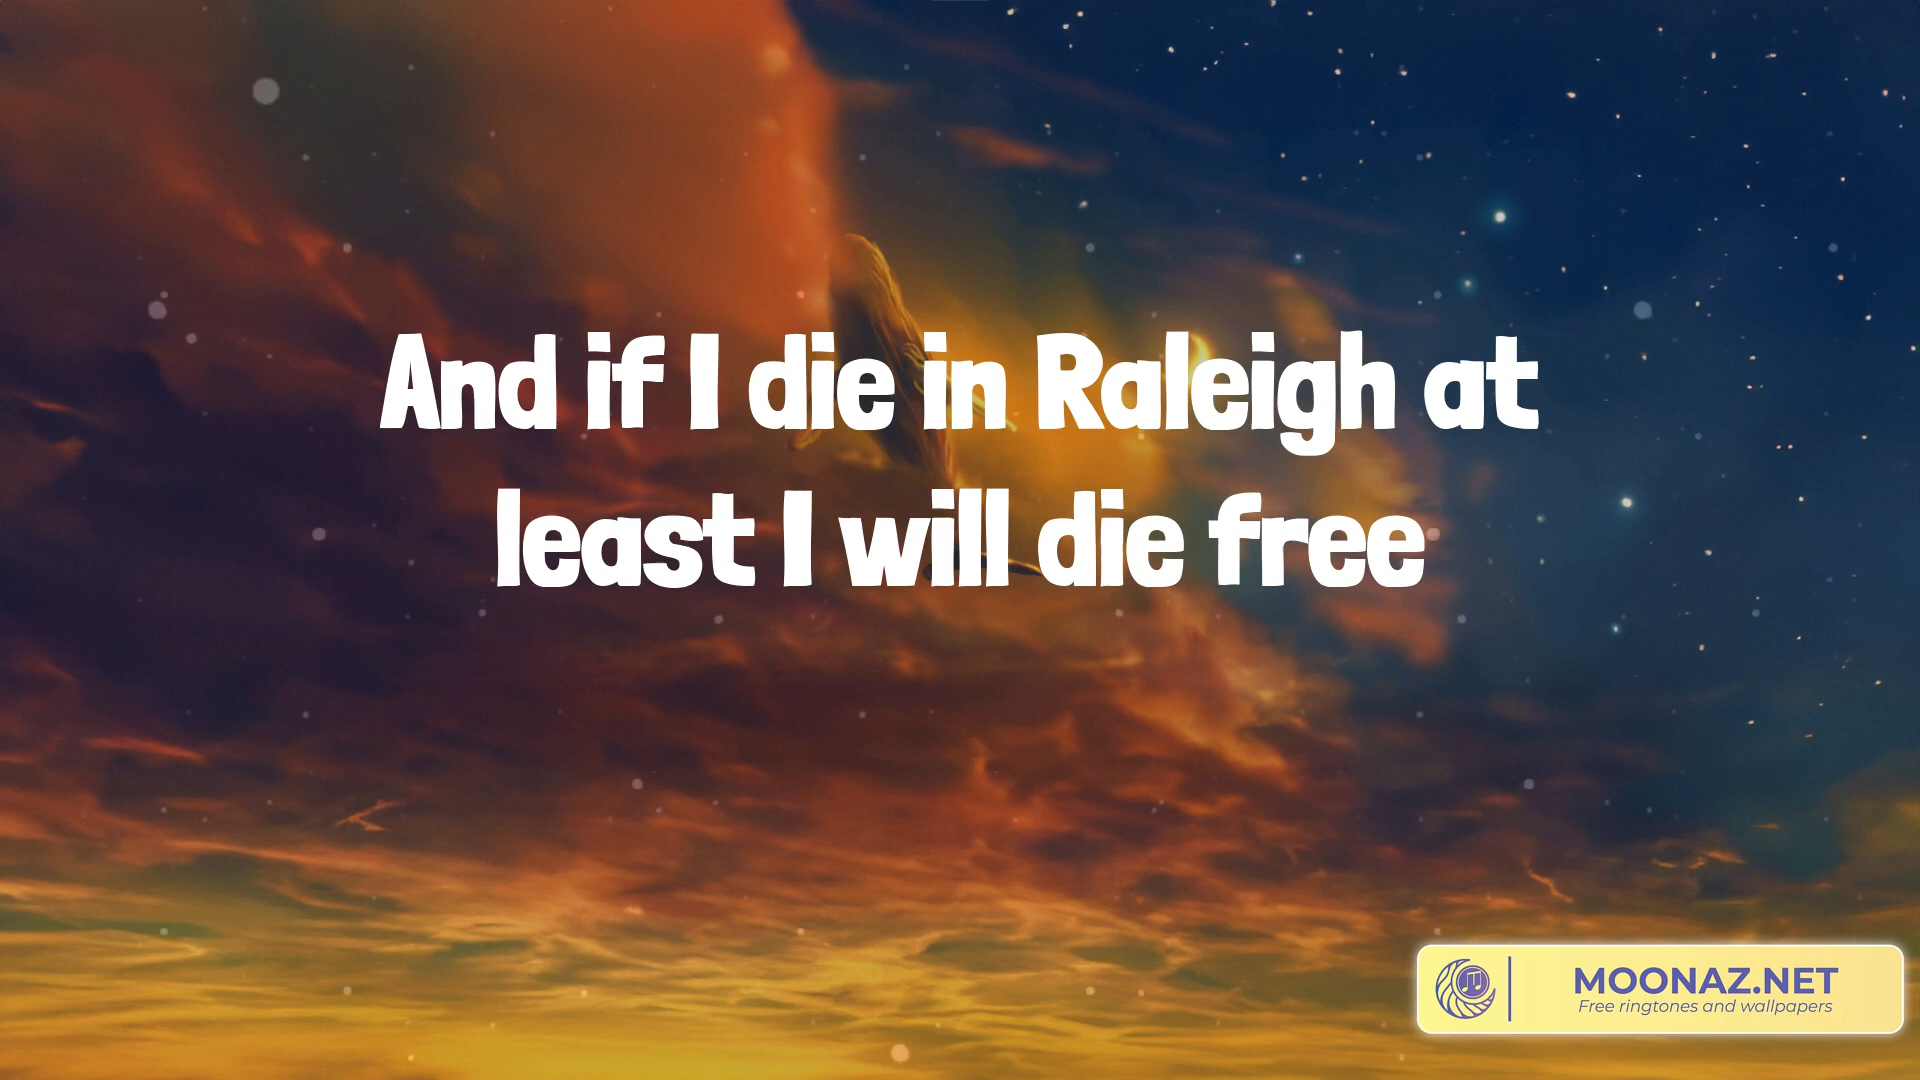 And if I die in Raleigh at
least I will die free
MOONAZ.NET
Free ringtones and wallpapers